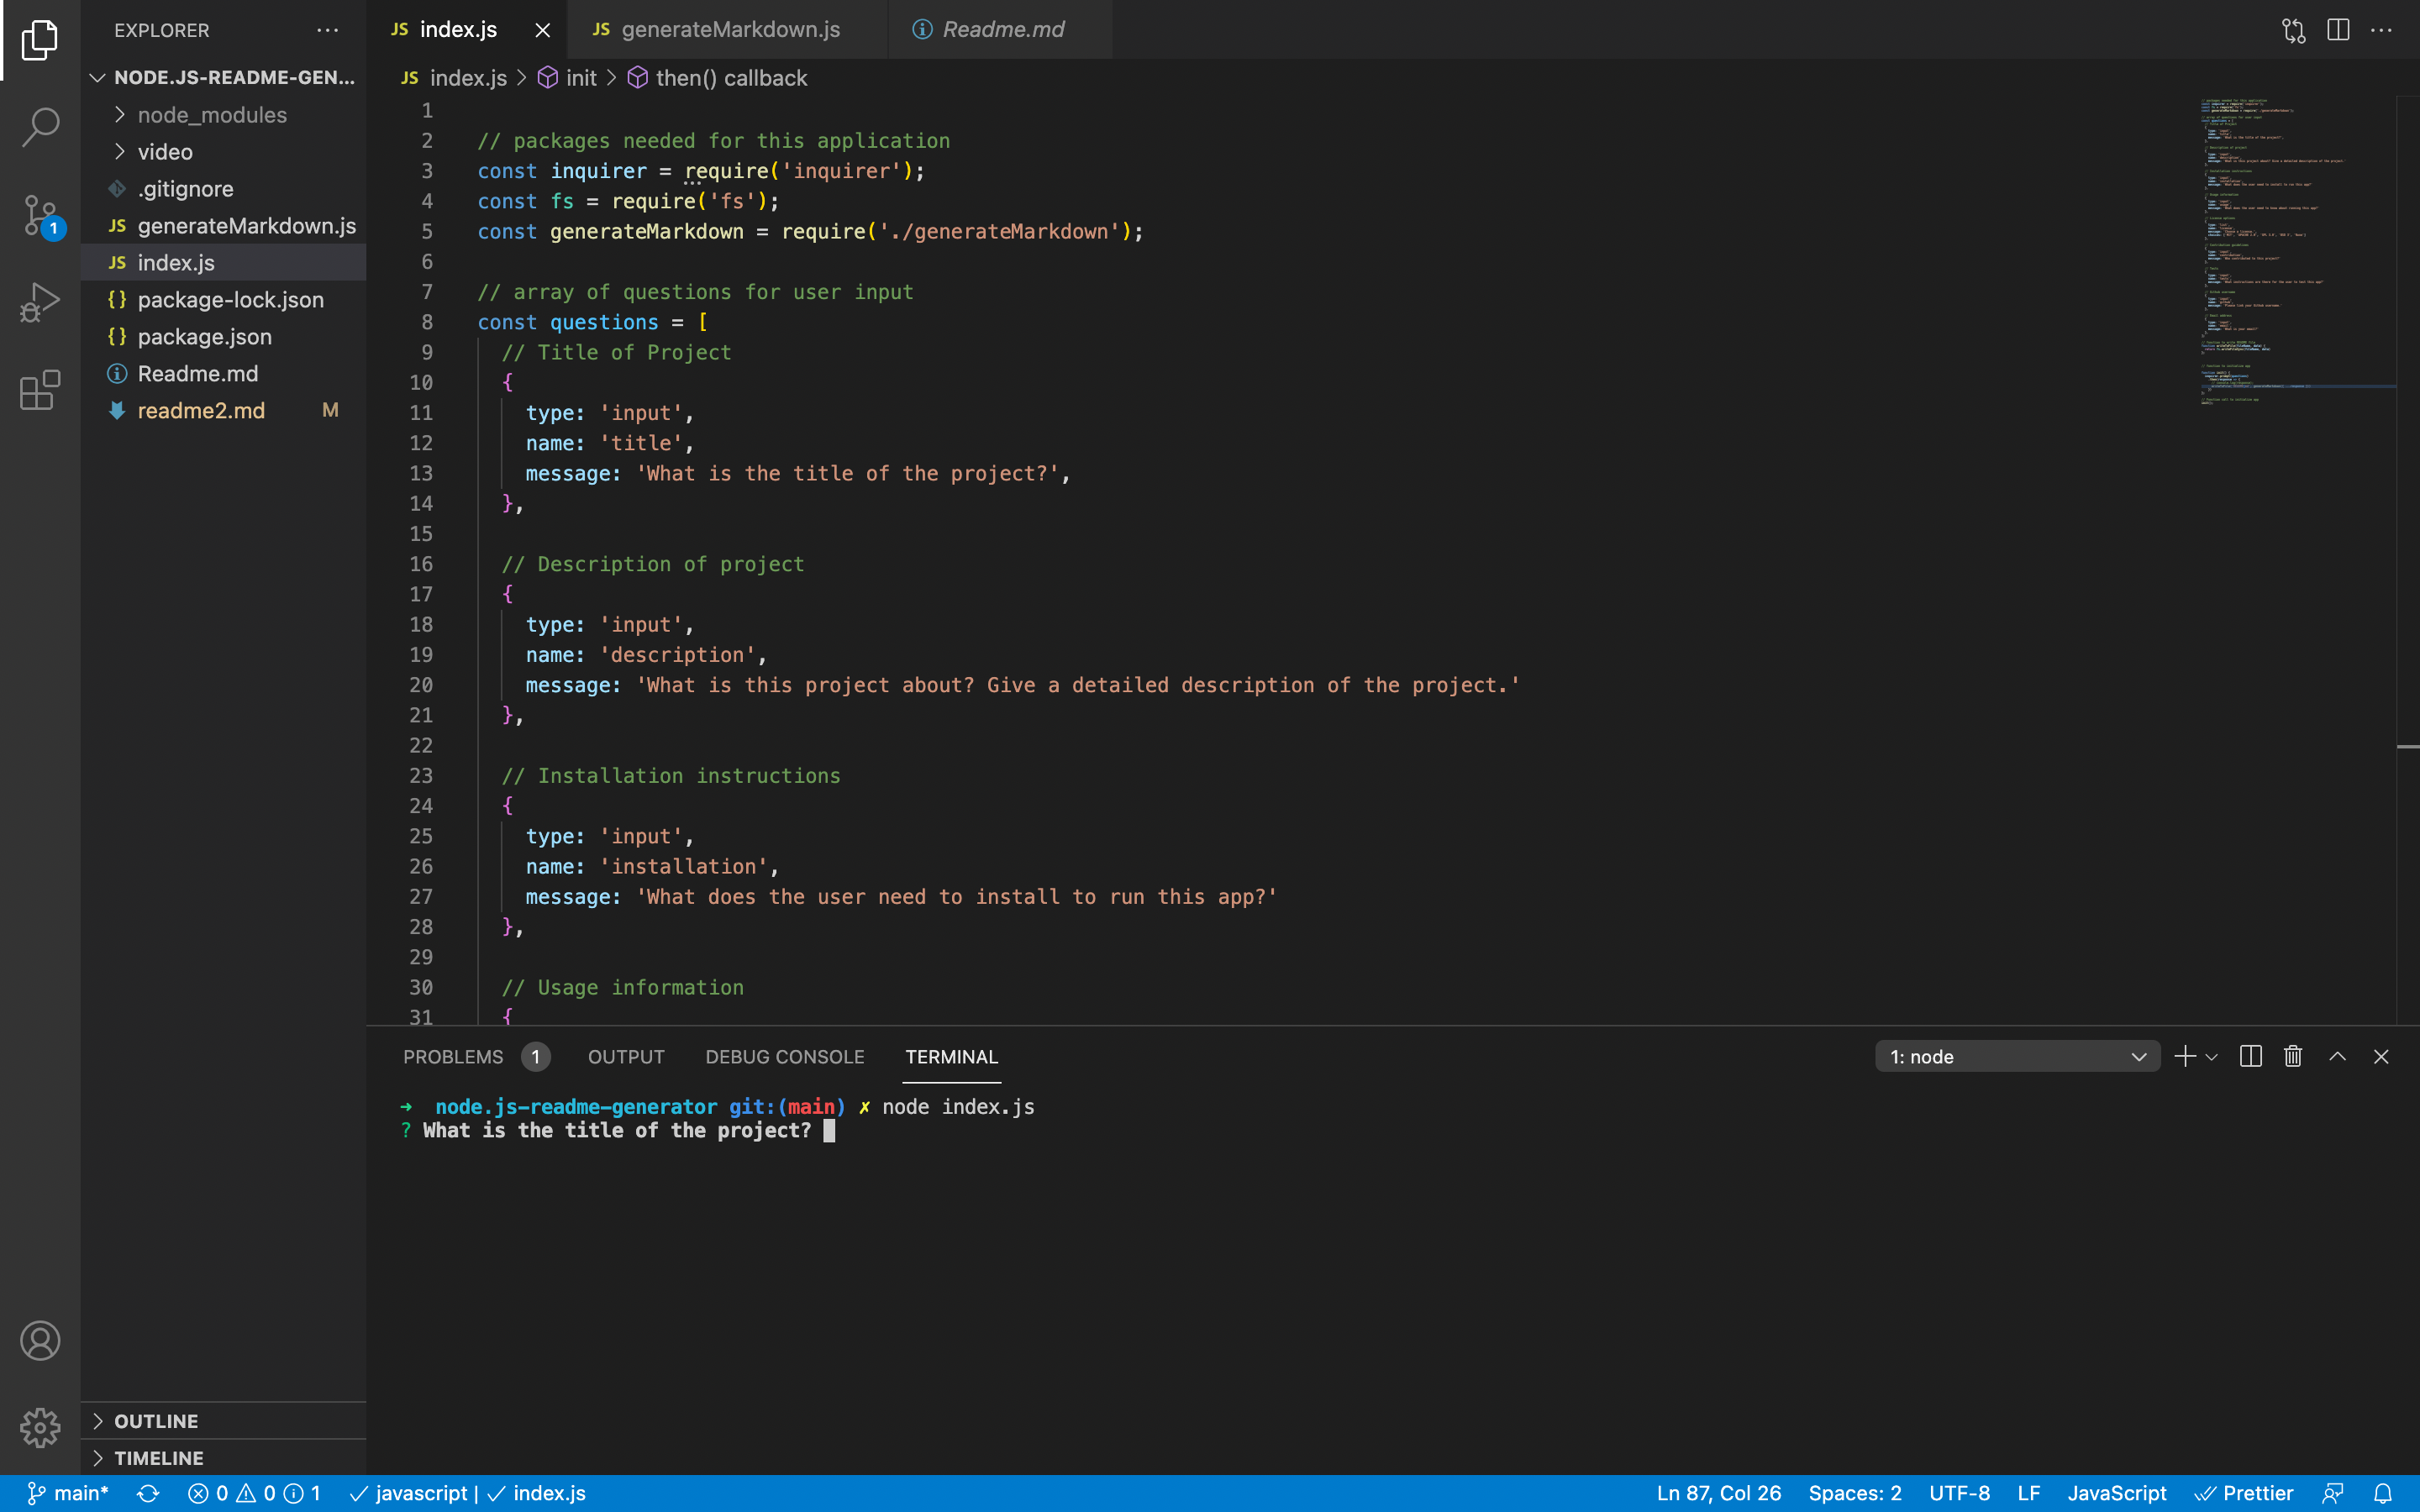 EXPLORER
NODE.JS-README-GEN...
node_modules
video
.gitignore
JS generateMarkdown.js
JS index.js
{} package-lock.json
{} package.json
Readme.md
readme2.md M
OUTLINE
TIMELINE
1
JS index.js
JS generateMarkdown.js
Readme.md
JS index.js > init > then() callback
1
2 // packages needed for this application
3 const inquirer = require('inquirer');
4 const fs = require('fs');
5 const generateMarkdown = require('./generateMarkdown');
6
7 // array of questions for user input
8 const questions = [
9 // Title of Project
10 {
11 type: 'input',
12 name: 'title',
13 message: 'What is the title of the project?',
14 },
15
16 // Description of project
17 {
18 type: 'input',
19 name: 'description',
20 message: 'What is this project about? Give a detailed description of the project.'
21 },
22
23 // Installation instructions
24 {
25 type: 'input',
26 name: 'installation',
27 message: 'What does the user need to install to run this app?'
28 },
29
30 // Usage information
31 {
PROBLEMS 1 OUTPUT DEBUG CONSOLE TERMINAL
1: node
➜ node.js-readme-generator git:(main) ✗ node index.js
? What is the title of the project?
main* 0 0 1 javascript | index.js
Ln 87, Col 26 Spaces: 2 UTF-8 LF JavaScript Prettier